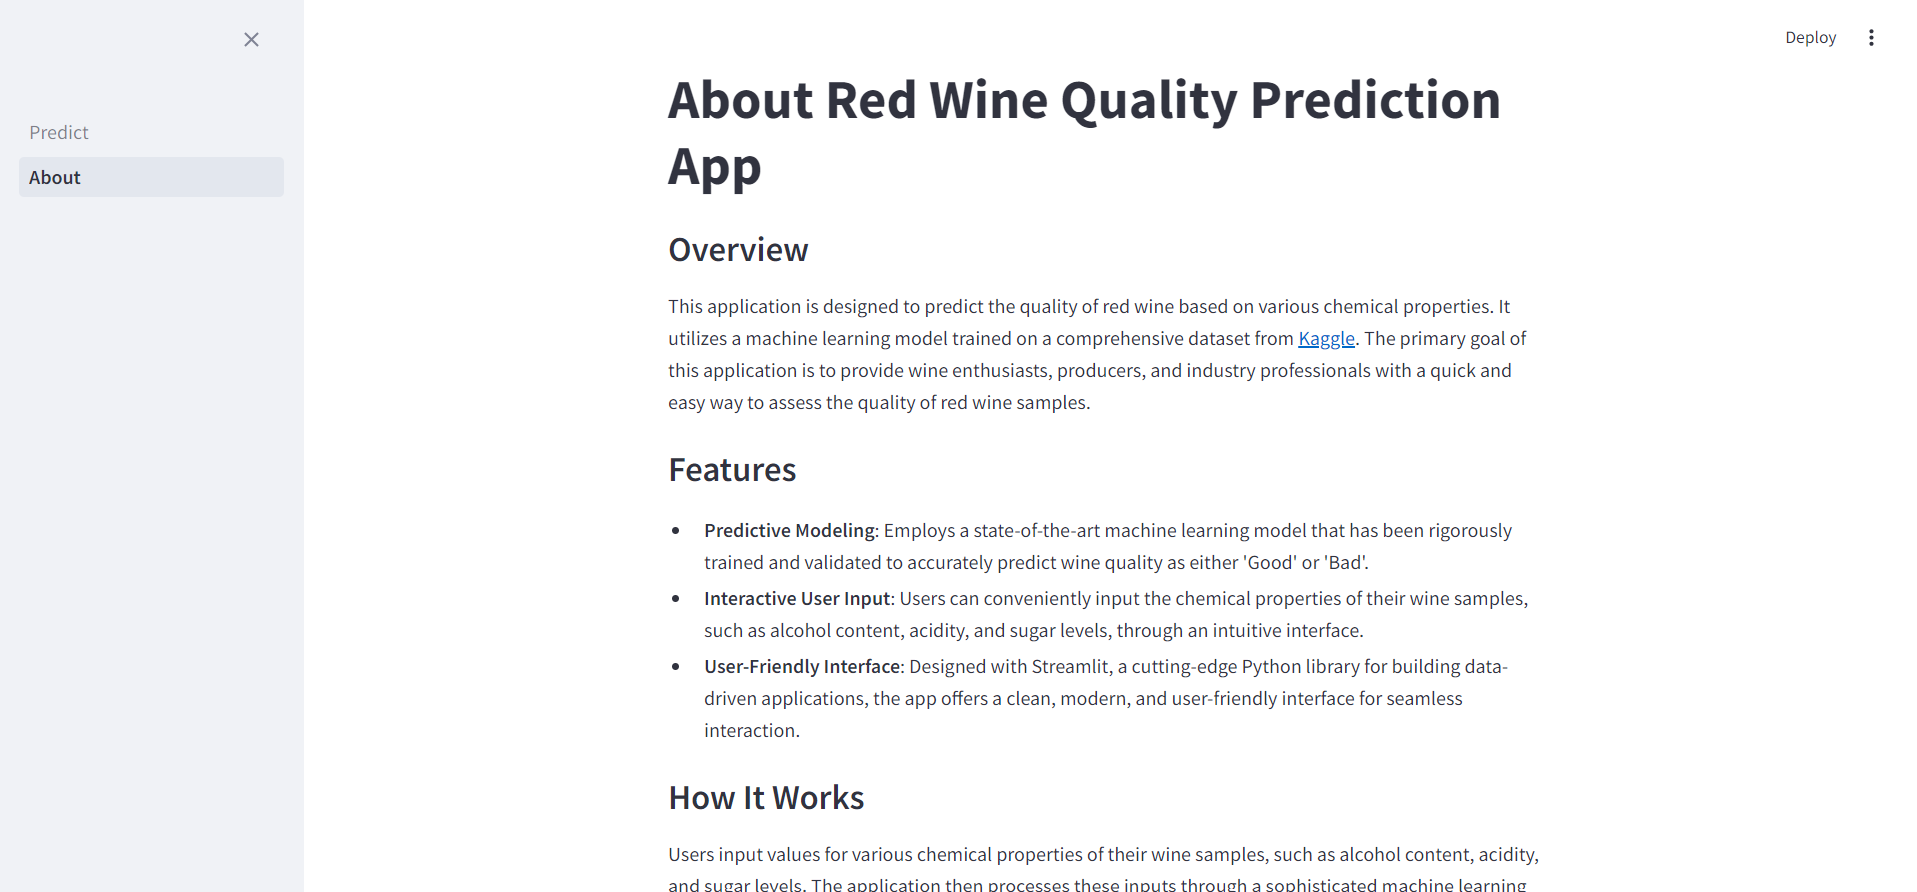 Deploy
Predict
About
About Red Wine Quality Prediction
App
Overview
This application is designed to predict the quality of red wine based on various chemical properties. It
utilizes a machine learning model trained on a comprehensive dataset from Kaggle. The primary goal of
this application is to provide wine enthusiasts, producers, and industry professionals with a quick and
easy way to assess the quality of red wine samples.
Features
• Predictive Modeling: Employs a state-of-the-art machine learning model that has been rigorously
trained and validated to accurately predict wine quality as either 'Good' or 'Bad'.
• Interactive User Input: Users can conveniently input the chemical properties of their wine samples,
such as alcohol content, acidity, and sugar levels, through an intuitive interface.
• User-Friendly Interface: Designed with Streamlit, a cutting-edge Python library for building data-
driven applications, the app offers a clean, modern, and user-friendly interface for seamless
interaction.
How It Works
Users input values for various chemical properties of their wine samples, such as alcohol content, acidity,
and sugar levels. The application then processes these inputs through a sophisticated machine learning